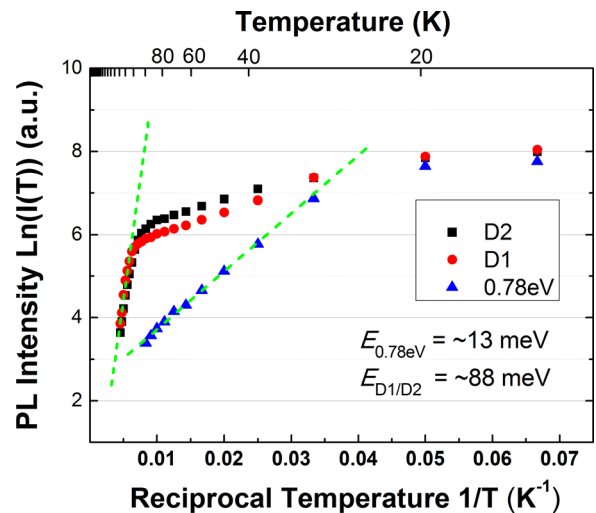 Temperature (K)
80 60 40 20
10
8
6
4
2
PL Intensity Ln(I(T)) (a.u.)
D2
D1
0.78eV
E0.78eV = ~13 meV
ED1/D2 = ~88 meV
0.01 0.02 0.03 0.04 0.05 0.06 0.07
Reciprocal Temperature 1/T (K-1)